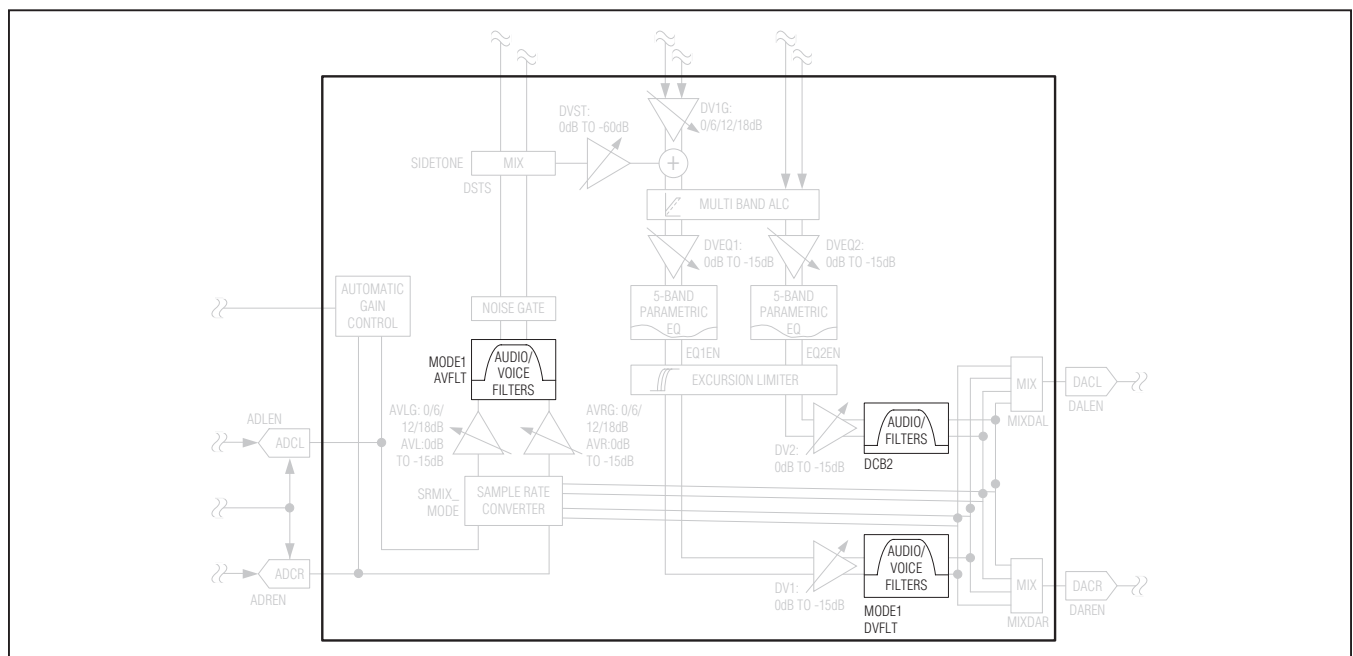 DVST:
0dB TO -60dB
DV1G:
0/6/12/18dB
SIDETONE
MIX
DSTS
+
MULTI BAND ALC
DVEQ1:
0dB TO -15dB
DVEQ2:
0dB TO -15dB
AUTOMATIC
GAIN
CONTROL
NOISE GATE
5-BAND
PARAMETRIC
EQ
5-BAND
PARAMETRIC
EQ
EQ1EN
EQ2EN
MODE1
AVFLT
AUDIO/
VOICE
FILTERS
EXCURSION LIMITER
MIX
MIXDAL
DACL
DALEN
AVLG: 0/6/
12/18dB
AVL:0dB
TO -15dB
AVRG: 0/6/
12/18dB
AVR:0dB
TO -15dB
ADLEN
ADCL
DV2:
0dB TO -15dB
AUDIO/
FILTERS
DCB2
SRMIX_
MODE
SAMPLE RATE
CONVERTER
ADCR
ADREN
DV1:
0dB TO -15dB
AUDIO/
VOICE
FILTERS
MODE1
DVFLT
MIX
MIXDAR
DACR
DAREN